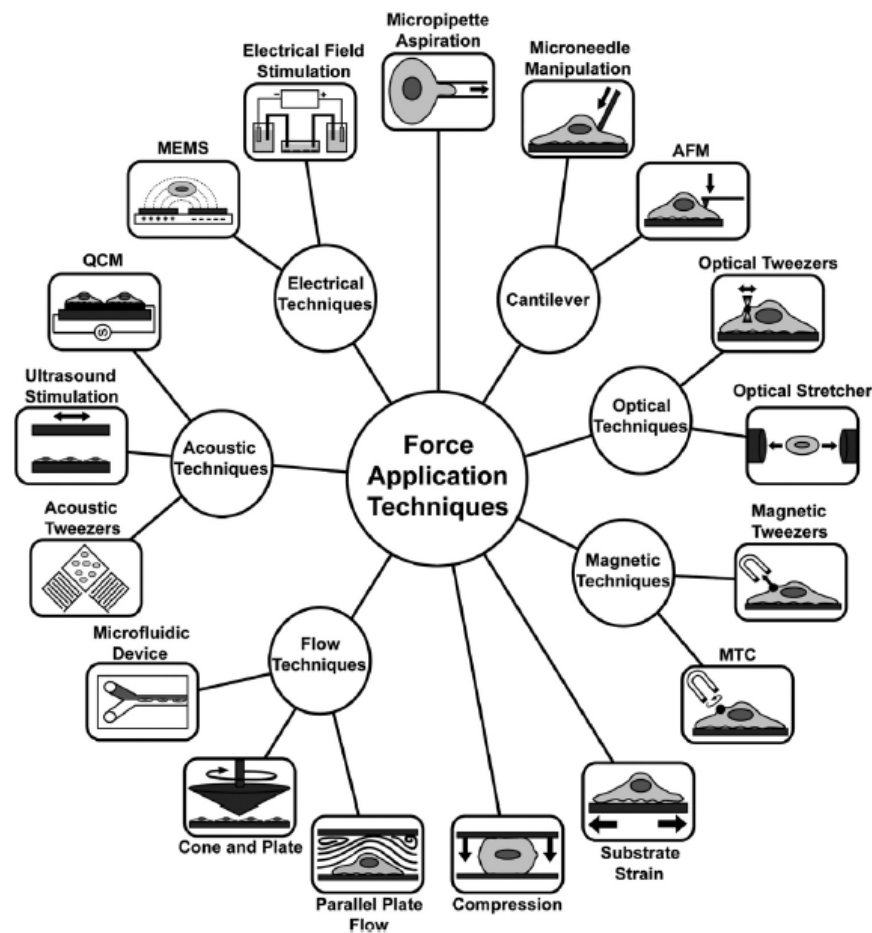 Micropipette
Aspiration
Electrical Field
Stimulation
Microneedle
Manipulation
MEMS
AFM
QCM
Electrical
Techniques
Cantilever
Optical Tweezers
Ultrasound
Stimulation
Optical Stretcher
Optical
Techniques
Acoustic
Techniques
Force
Application
Techniques
Acoustic
Tweezers
Magnetic
Tweezers
Magnetic
Techniques
Microfluidic
Device
Flow
Techniques
MTC
Cone and Plate
Parallel Plate
Flow
Compression
Substrate
Strain